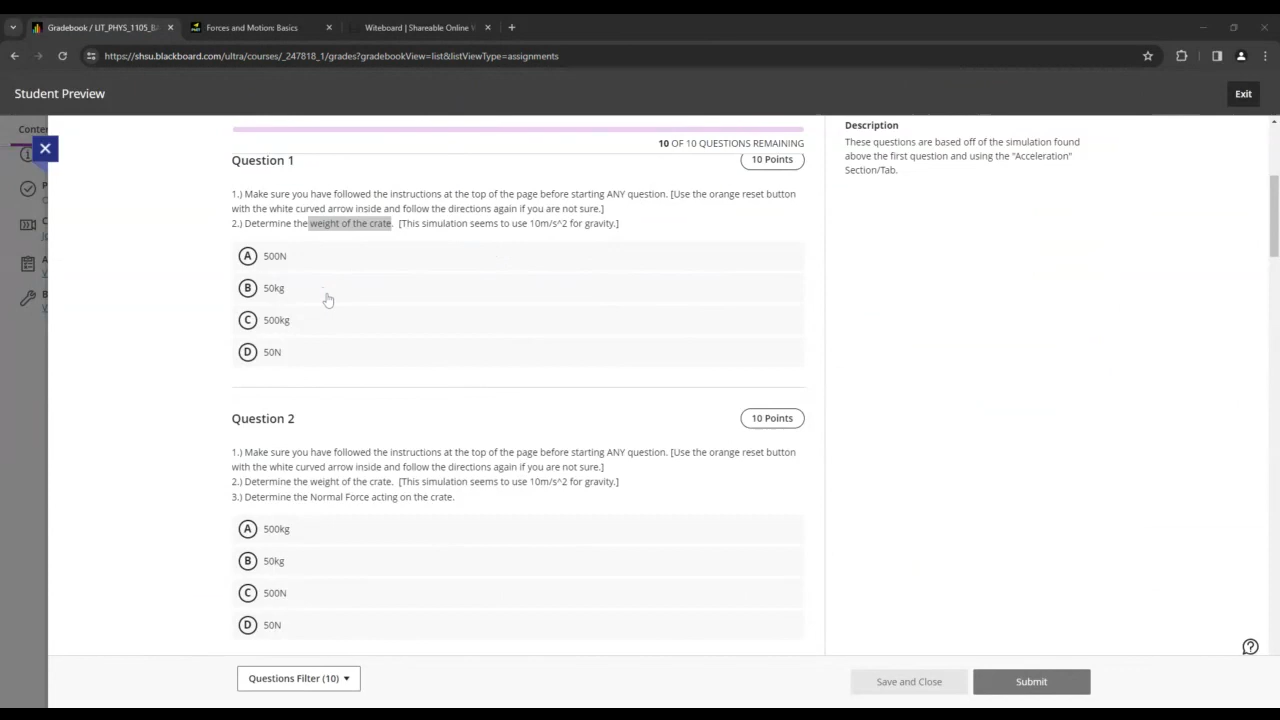 Gradebook / LIT_PHYS_1105_BA
Forces and Motion: Basics
Witeboard | Shareable Online V
https://shsu.blackboard.com/ultra/courses/_247818_1/grades?gradebookView=list&listViewType=assignments
Student Preview
Exit
Conter
10 OF 10 QUESTIONS REMAINING
Question 1
10 Points
1.) Make sure you have followed the instructions at the top of the page before starting ANY question. [Use the orange reset button
with the white curved arrow inside and follow the directions again if you are not sure.]
2.) Determine the weight of the crate. [This simulation seems to use 10m/s^2 for gravity.]
A 500N
B 50kg
C 500kg
D 50N
Question 2
10 Points
1.) Make sure you have followed the instructions at the top of the page before starting ANY question. [Use the orange reset button
with the white curved arrow inside and follow the directions again if you are not sure.]
2.) Determine the weight of the crate. [This simulation seems to use 10m/s^2 for gravity.]
3.) Determine the Normal Force acting on the crate.
A 500kg
B 50kg
C 500N
D 50N
Questions Filter (10)
Save and Close
Submit
Description
These questions are based off of the simulation found
above the first question and using the "Acceleration"
Section/Tab.